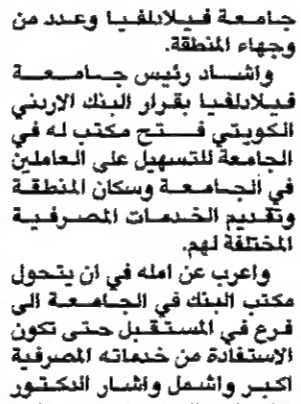 جامعة فيلادلفيا وعدد من
وجهاء المنطقة.
واشاد رئيس جامعة
فيلادلفيا بقرار البنك الاردني
الكويتي فتح مكتب له في
الجامعة للتسهيل على العاملين
في الجامعة وسكان المنطقة
وتقديم الخدمات المصرفية
المختلفة لهم.
واعرب عن امله في ان يتحول
مكتب البنك في الجامعة الى
فرع في المستقبل حتى تكون
الاستفادة من خدماته المصرفية
اكبر واشمل واشار الدكتور